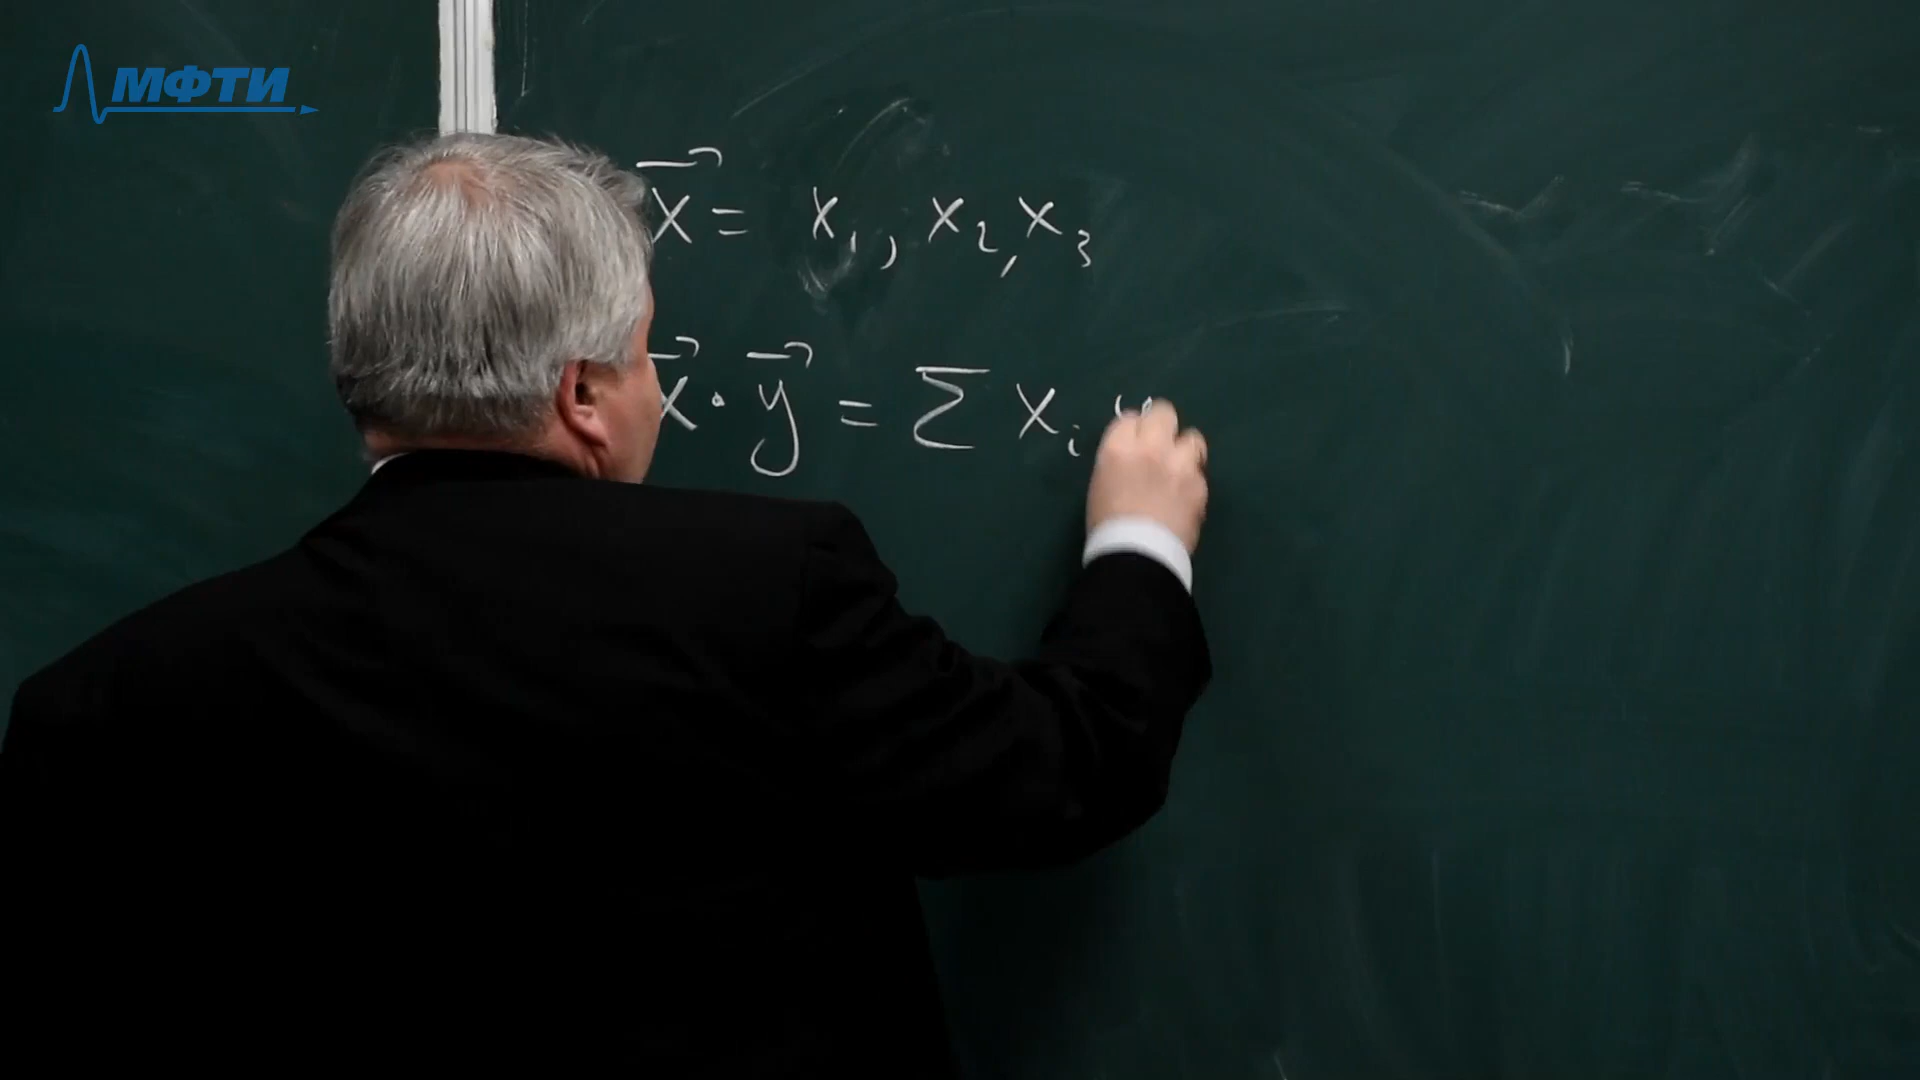 МФТИ
x⃗ = x₁, x₂, x₃
x⃗ · y⃗ = Σ xᵢ y